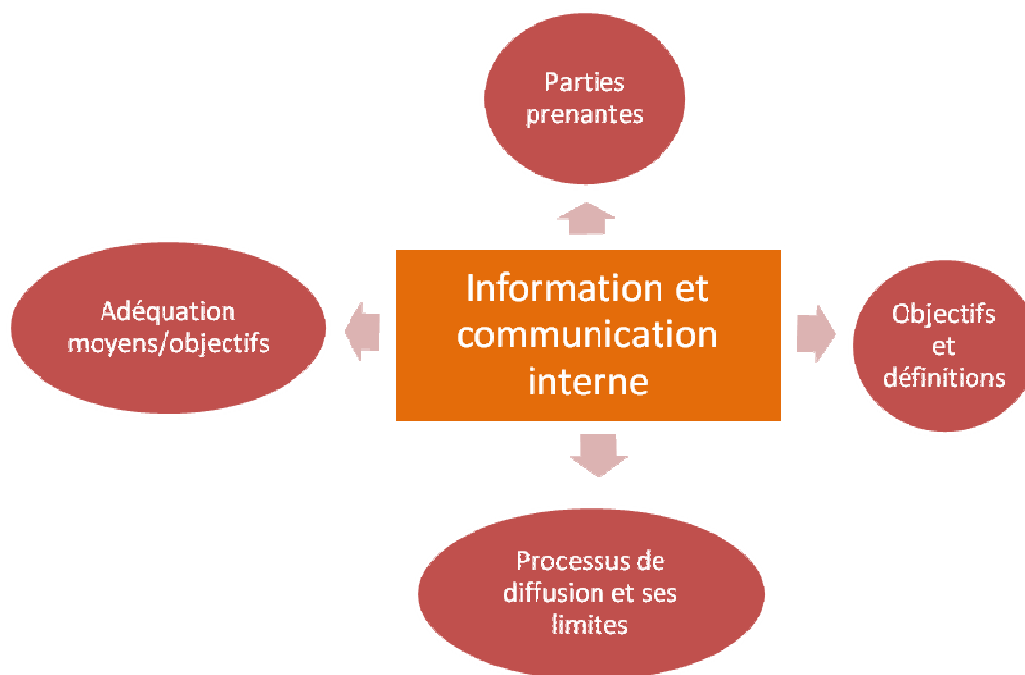 Parties
prenantes
Information et
communication
interne
Adéquation
moyens/objectifs
Objectifs
et
définitions
Processus de
diffusion et ses
limites